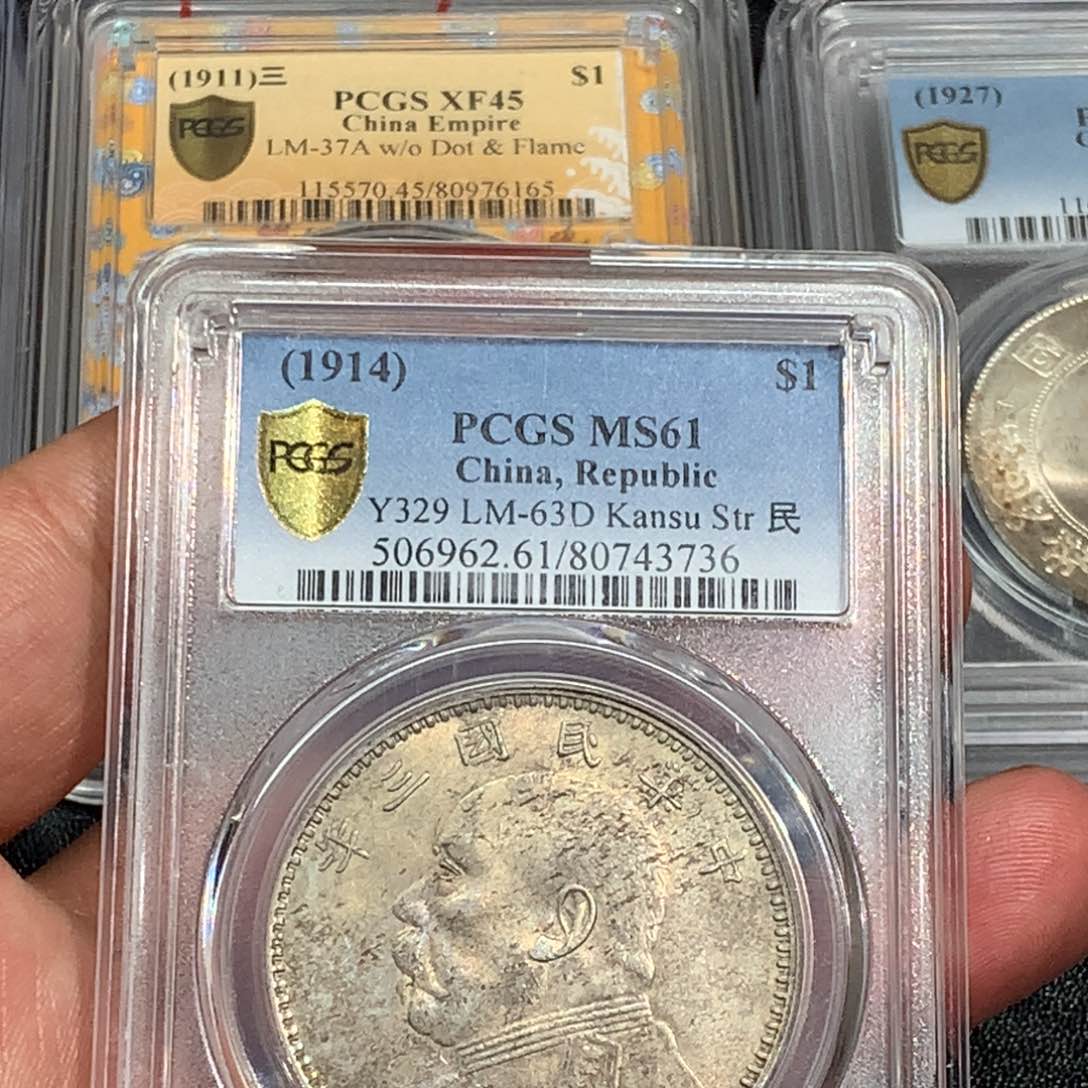 (1911)三 $1
PCGS XF45
PCGS
China Empire
LM-37A w/o Dot & Flame
115570.45/80976165
(1927)
PCGS
11
(1914) $1
PCGS MS61
PCGS
China, Republic
Y329 LM-63D Kansu Str 民
506962.61/80743736
年三國民華中